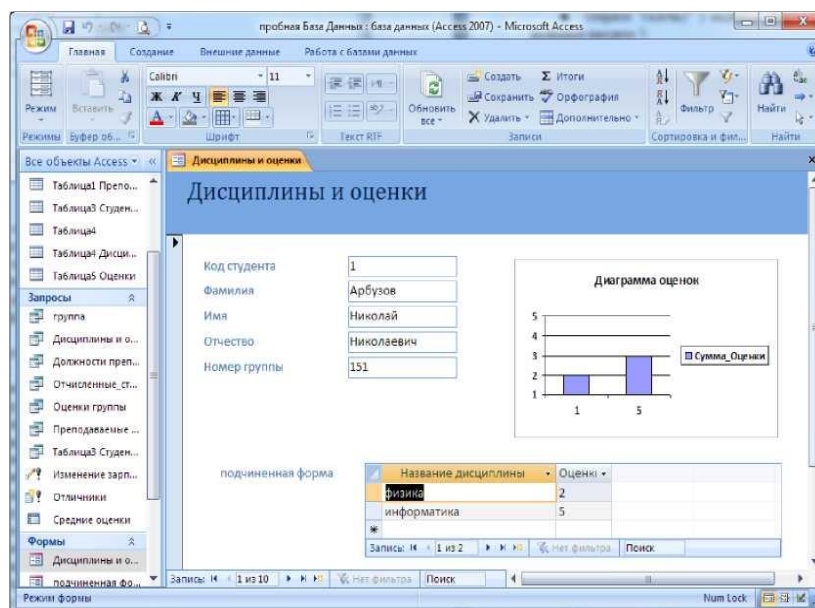 пробная База Данных : база данных (Access 2007) - Microsoft Access
Главная Создание Внешние данные Работа с базами данных
Режим
Вставить
Calibri 11
Ж К Ч
А
Обновить все
Создать
Сохранить
Удалить
Итоги
Орфография
Дополнительно
Фильтр
Найти
Режимы Буфер об... Шрифт Текст RTF Записи Сортировка и фил... Найти
Все объекты Access «
Таблица1 Препо...
Таблица3 Студен...
Таблица4
Таблица4 Дисци...
Таблица5 Оценки
Запросы
группа
Дисциплины и о...
Должности преп...
Отчисленные_ст...
Оценки группы
Преподаваемые ...
Таблица3 Студен...
Изменение зарп...
Отличники
Средние оценки
Формы
Дисциплины и о...
подчиненная фо...
Дисциплины и оценки
Дисциплины и оценки
Код студента 1
Фамилия Арбузов
Имя Николай
Отчество Николаевич
Номер группы 151
Диаграмма оценок
5
4
3
2
1
1 5
Сумма_Оценки
подчиненная форма
Название дисциплины Оценк
физика 2
информатика 5
Запись: 1 из 2 Нет фильтра Поиск
Запись: 1 из 10 Нет фильтра Поиск
Режим формы Num Lock